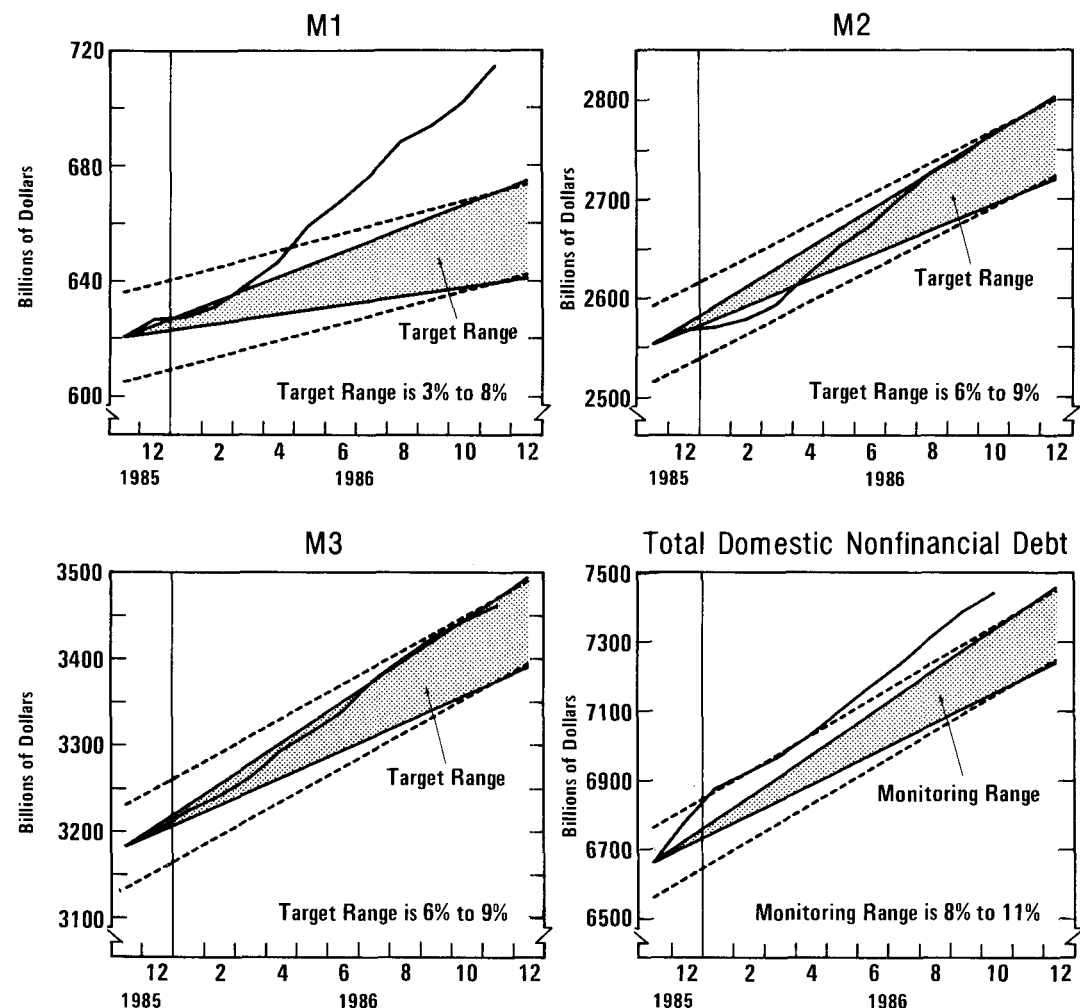 M1
720
680
640
600
Billions of Dollars
Target Range
Target Range is 3% to 8%
12 2 4 6 8 10 12
1985 1986
M2
2800
2700
2600
2500
Billions of Dollars
Target Range
Target Range is 6% to 9%
12 2 4 6 8 10 12
1985 1986
M3
3500
3400
3300
3200
3100
Billions of Dollars
Target Range
Target Range is 6% to 9%
12 2 4 6 8 10 12
1985 1986
Total Domestic Nonfinancial Debt
7500
7300
7100
6900
6700
6500
Billions of Dollars
Monitoring Range
Monitoring Range is 8% to 11%
12 2 4 6 8 10 12
1985 1986